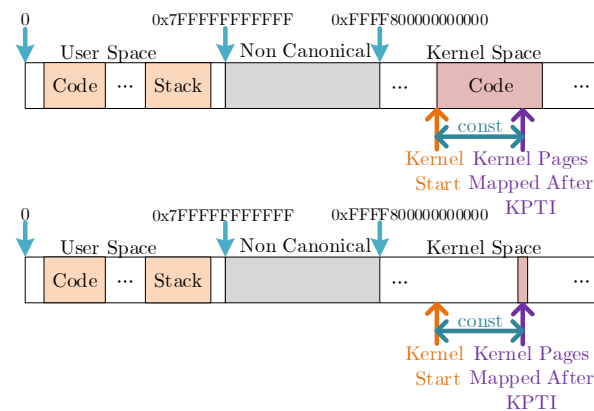 0 0x7FFFFFFFFFFF 0xFFFF800000000000
User Space Non Canonical Kernel Space
Code ... Stack ... Code ...
const
Kernel Kernel Pages
Start Mapped After
KPTI
0 0x7FFFFFFFFFFF 0xFFFF800000000000
User Space Non Canonical Kernel Space
Code ... Stack ... ...
const
Kernel Kernel Pages
Start Mapped After
KPTI